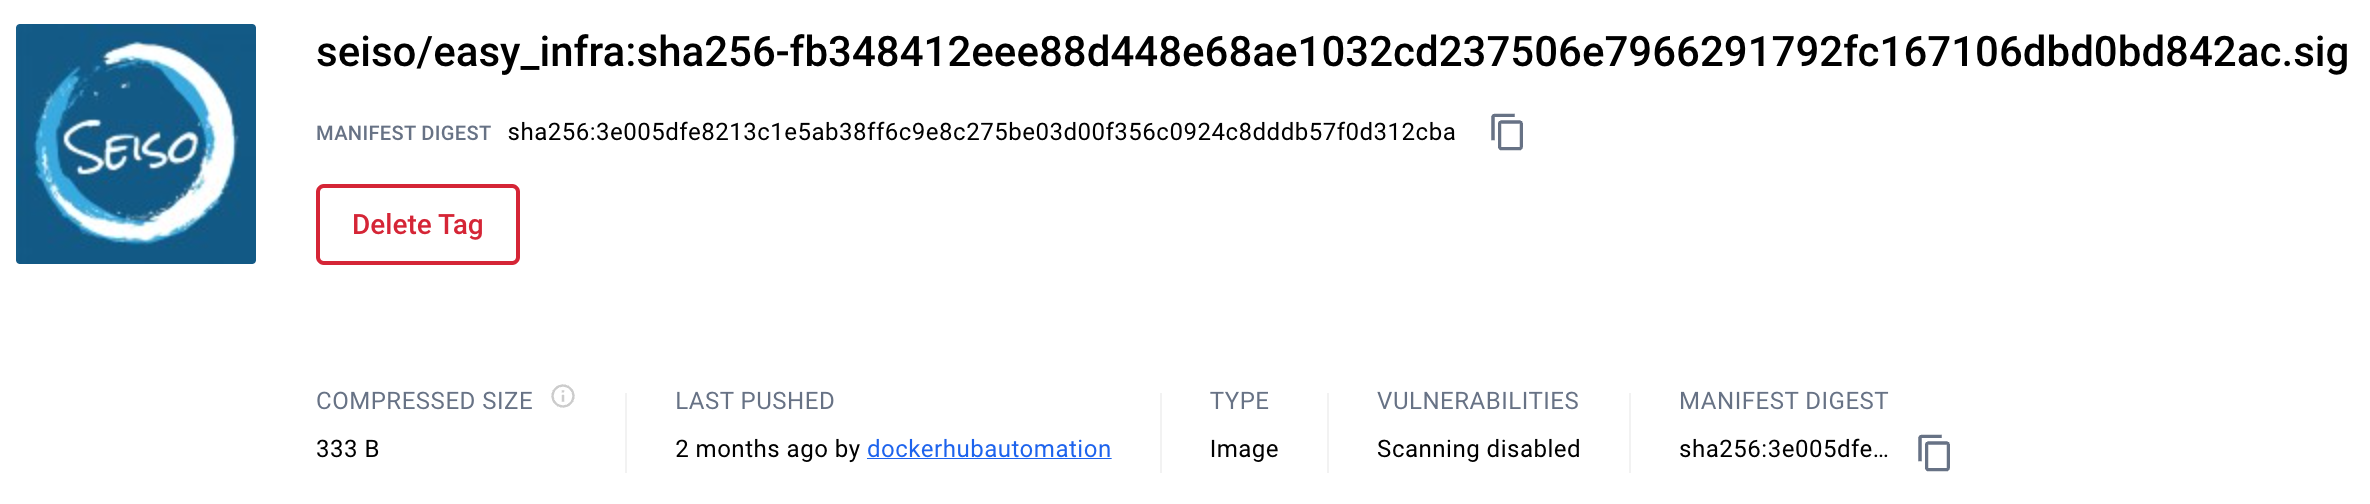 SEISO
seiso/easy_infra:sha256-fb348412eee88d448e68ae1032cd237506e7966291792fc167106dbd0bd842ac.sig
MANIFEST DIGEST sha256:3e005dfe8213c1e5ab38ff6c9e8c275be03d00f356c0924c8dddb57f0d312cba
Delete Tag
COMPRESSED SIZE
333 B
LAST PUSHED
2 months ago by dockerhubautomation
TYPE
Image
VULNERABILITIES
Scanning disabled
MANIFEST DIGEST
sha256:3e005dfe...